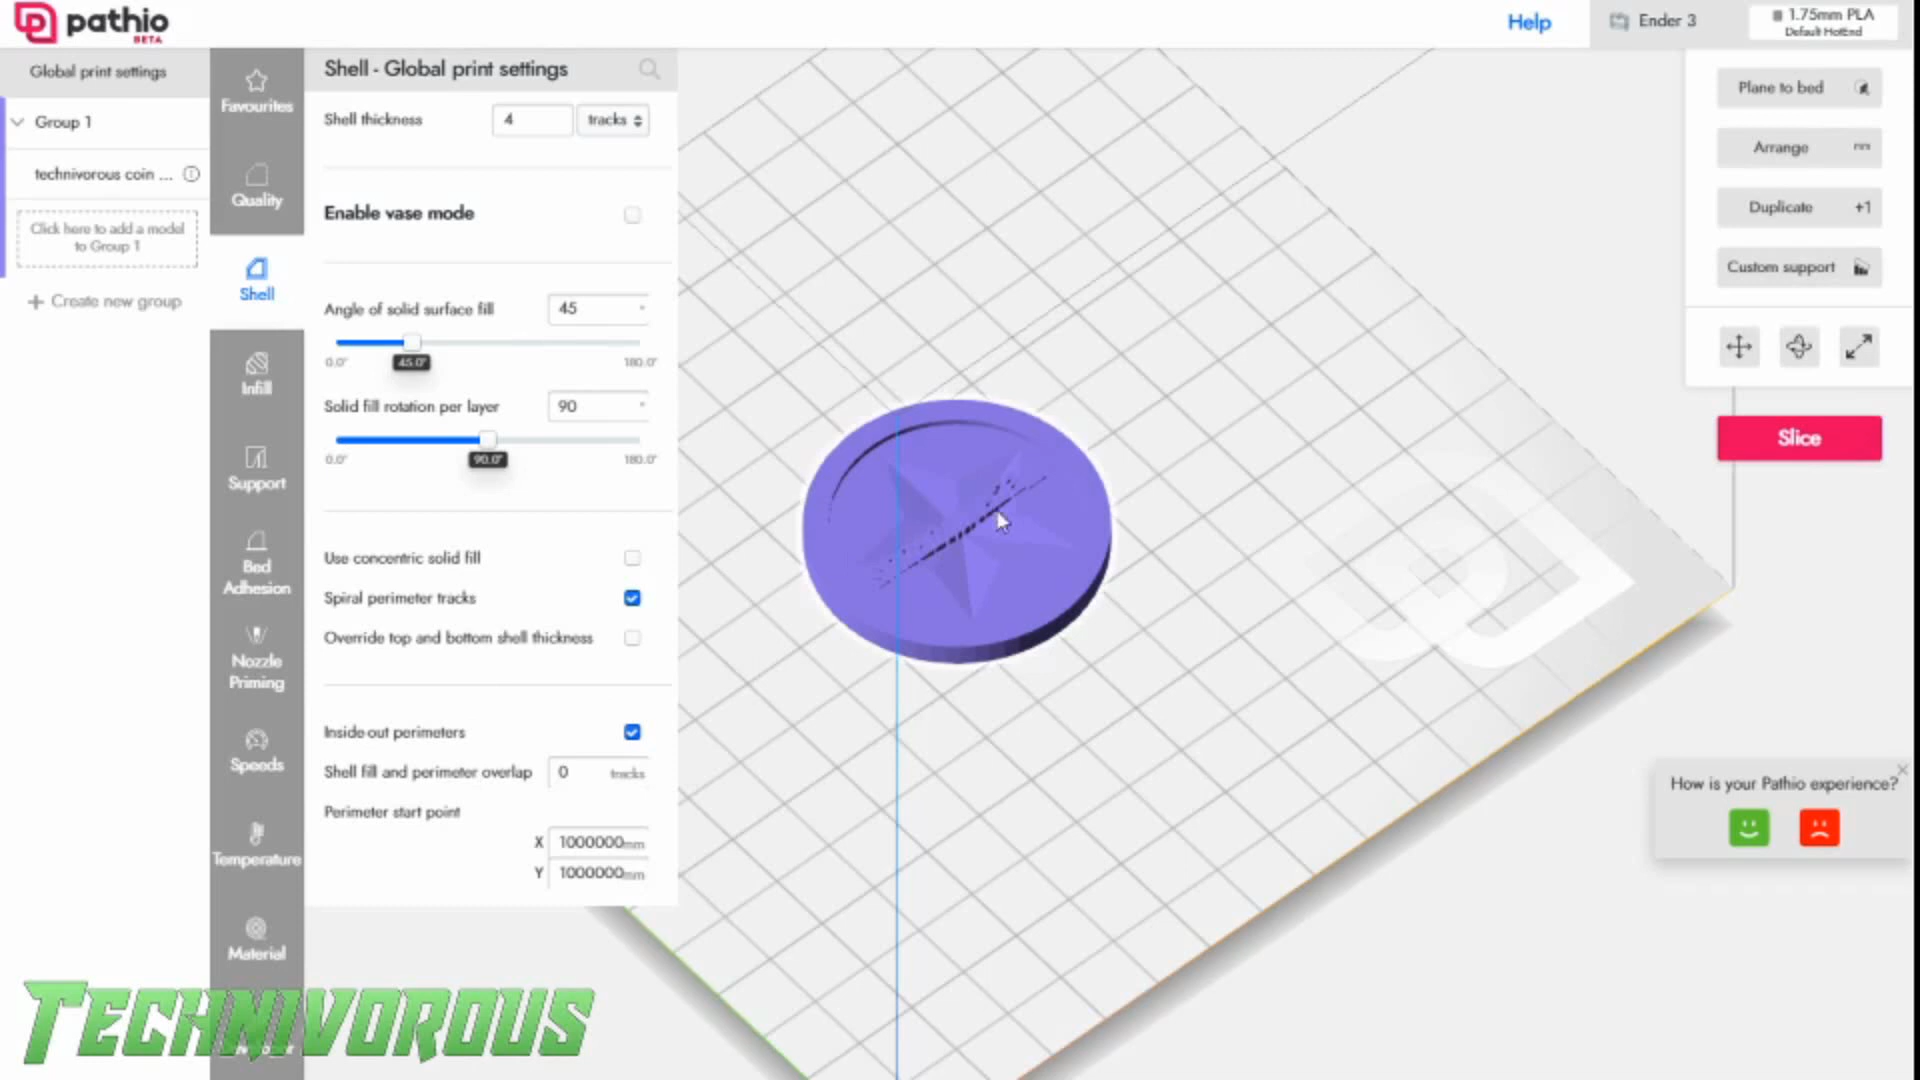 pathio
BETA
Help
Ender 3
1.75mm PLA
Default HotEnd
Global print settings
Group 1
technivorous coin ...
Click here to add a model
to Group 1
Create new group
Favourites
Quality
Shell
Infill
Support
Bed
Adhesion
Nozzle
Priming
Speeds
Temperature
Material
Shell - Global print settings
Shell thickness
4
tracks
Enable vase mode
Angle of solid surface fill
45
°
0.0°
45.0°
180.0°
Solid fill rotation per layer
90
°
0.0°
90.0°
180.0°
Use concentric solid fill
Spiral perimeter tracks
Override top and bottom shell thickness
Inside-out perimeters
Shell fill and perimeter overlap
0
tracks
Perimeter start point
X
1000000mm
Y
1000000mm
Plane to bed
Arrange
Duplicate
+1
Custom support
Slice
How is your Pathio experience?
TECHNIVOROUS